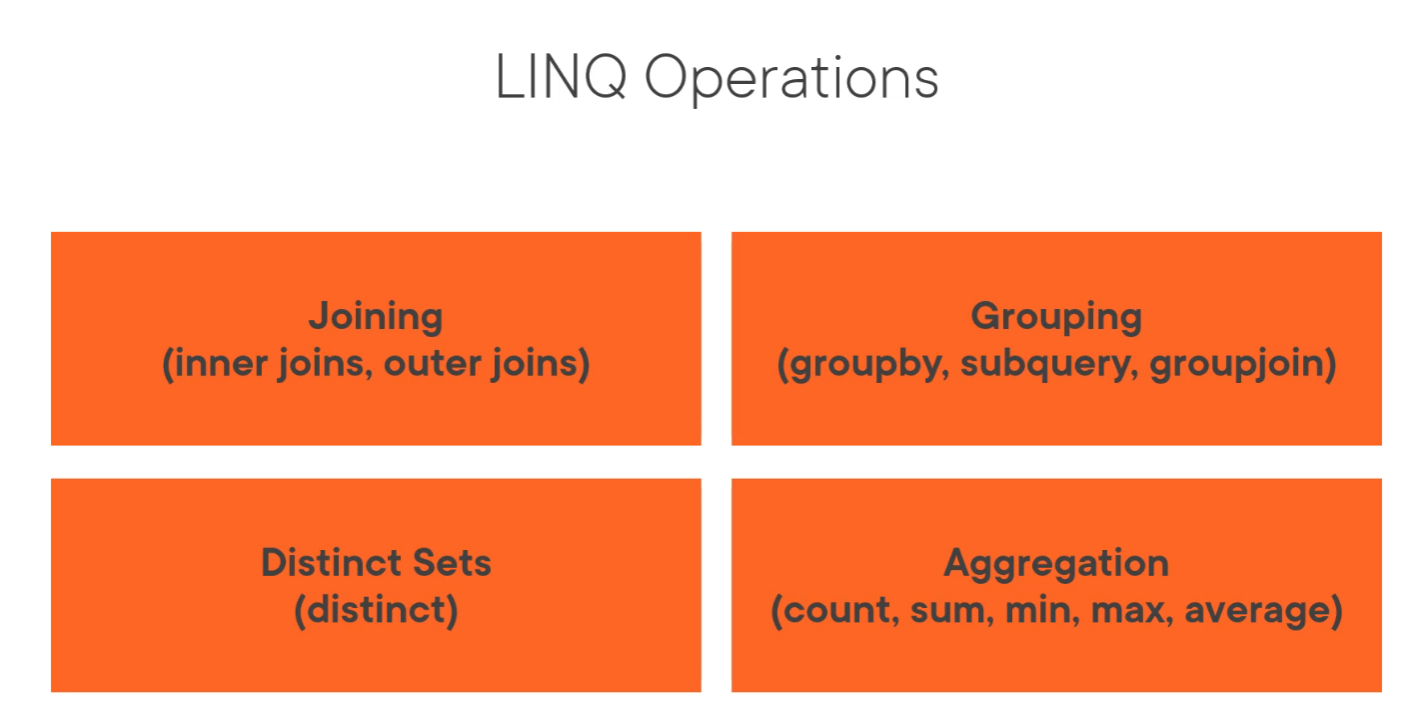 LINQ Operations
Joining
(inner joins, outer joins)
Grouping
(groupby, subquery, groupjoin)
Distinct Sets
(distinct)
Aggregation
(count, sum, min, max, average)